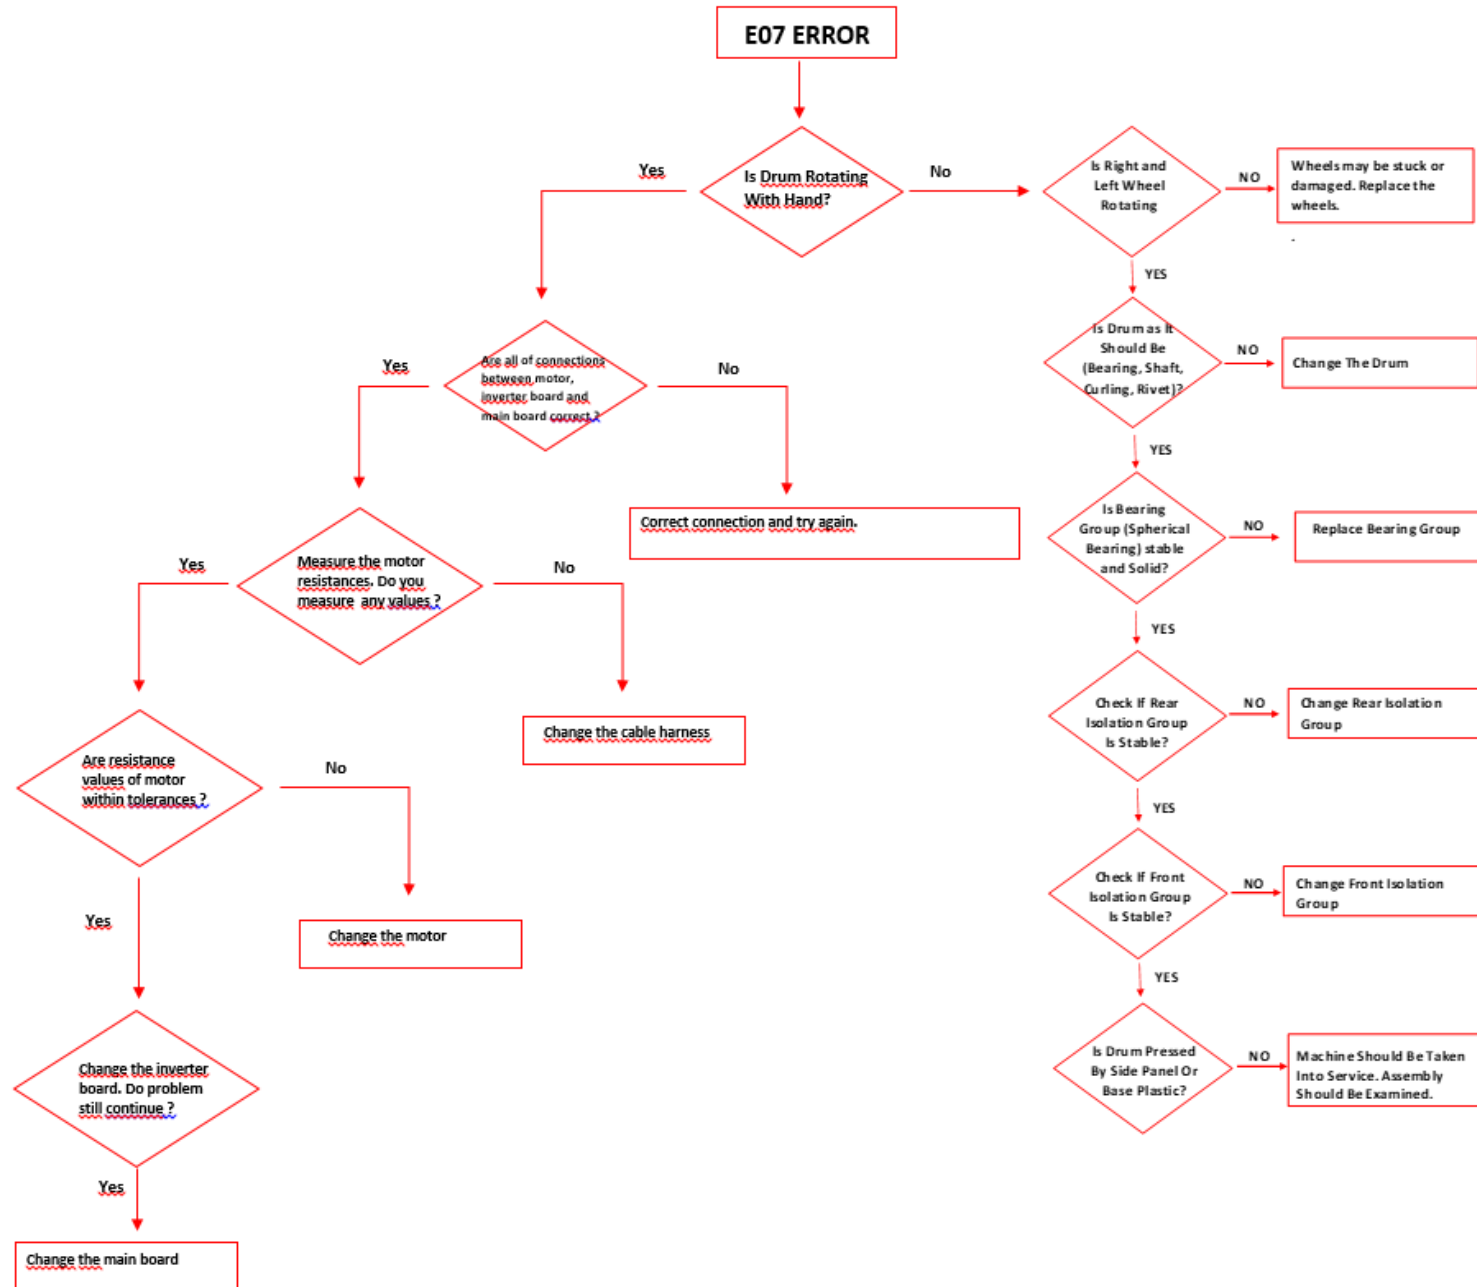 E07 ERROR
Is Drum Rotating
With Hand?
Yes
No
Is Right and
Left Wheel
Rotating
NO
Wheels may be stuck or
damaged. Replace the
wheels.
.
YES
Is Drum as It
Should Be
(Bearing, Shaft,
Curling, Rivet)?
NO
Change The Drum
YES
Is Bearing
Group (Spherical
Bearing) stable
and Solid?
NO
Replace Bearing Group
YES
Check If Rear
Isolation Group
Is Stable?
NO
Change Rear Isolation
Group
YES
Check If Front
Isolation Group
Is Stable?
NO
Change Front Isolation
Group
YES
Is Drum Pressed
By Side Panel Or
Base Plastic?
NO
Machine Should Be Taken
Into Service. Assembly
Should Be Examined.
Are all of connections
between motor,
inverter board and
main board correct ?
Yes
No
Correct connection and try again.
Measure the motor
resistances. Do you
measure any values ?
Yes
No
Change the cable harness
Are resistance
values of motor
within tolerances ?
No
Change the motor
Yes
Change the inverter
board. Do problem
still continue ?
Yes
Change the main board